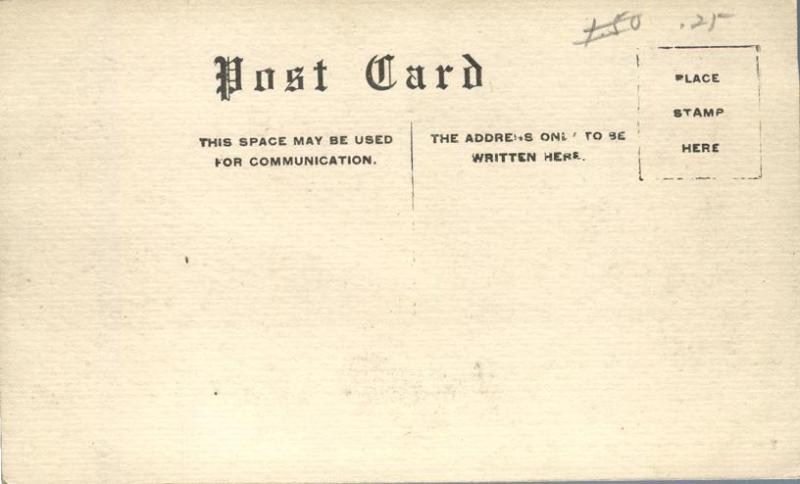 .25
Post Card
PLACE
STAMP
HERE
THIS SPACE MAY BE USED
FOR COMMUNICATION.
THE ADDRESS ONLY TO BE
WRITTEN HERE.